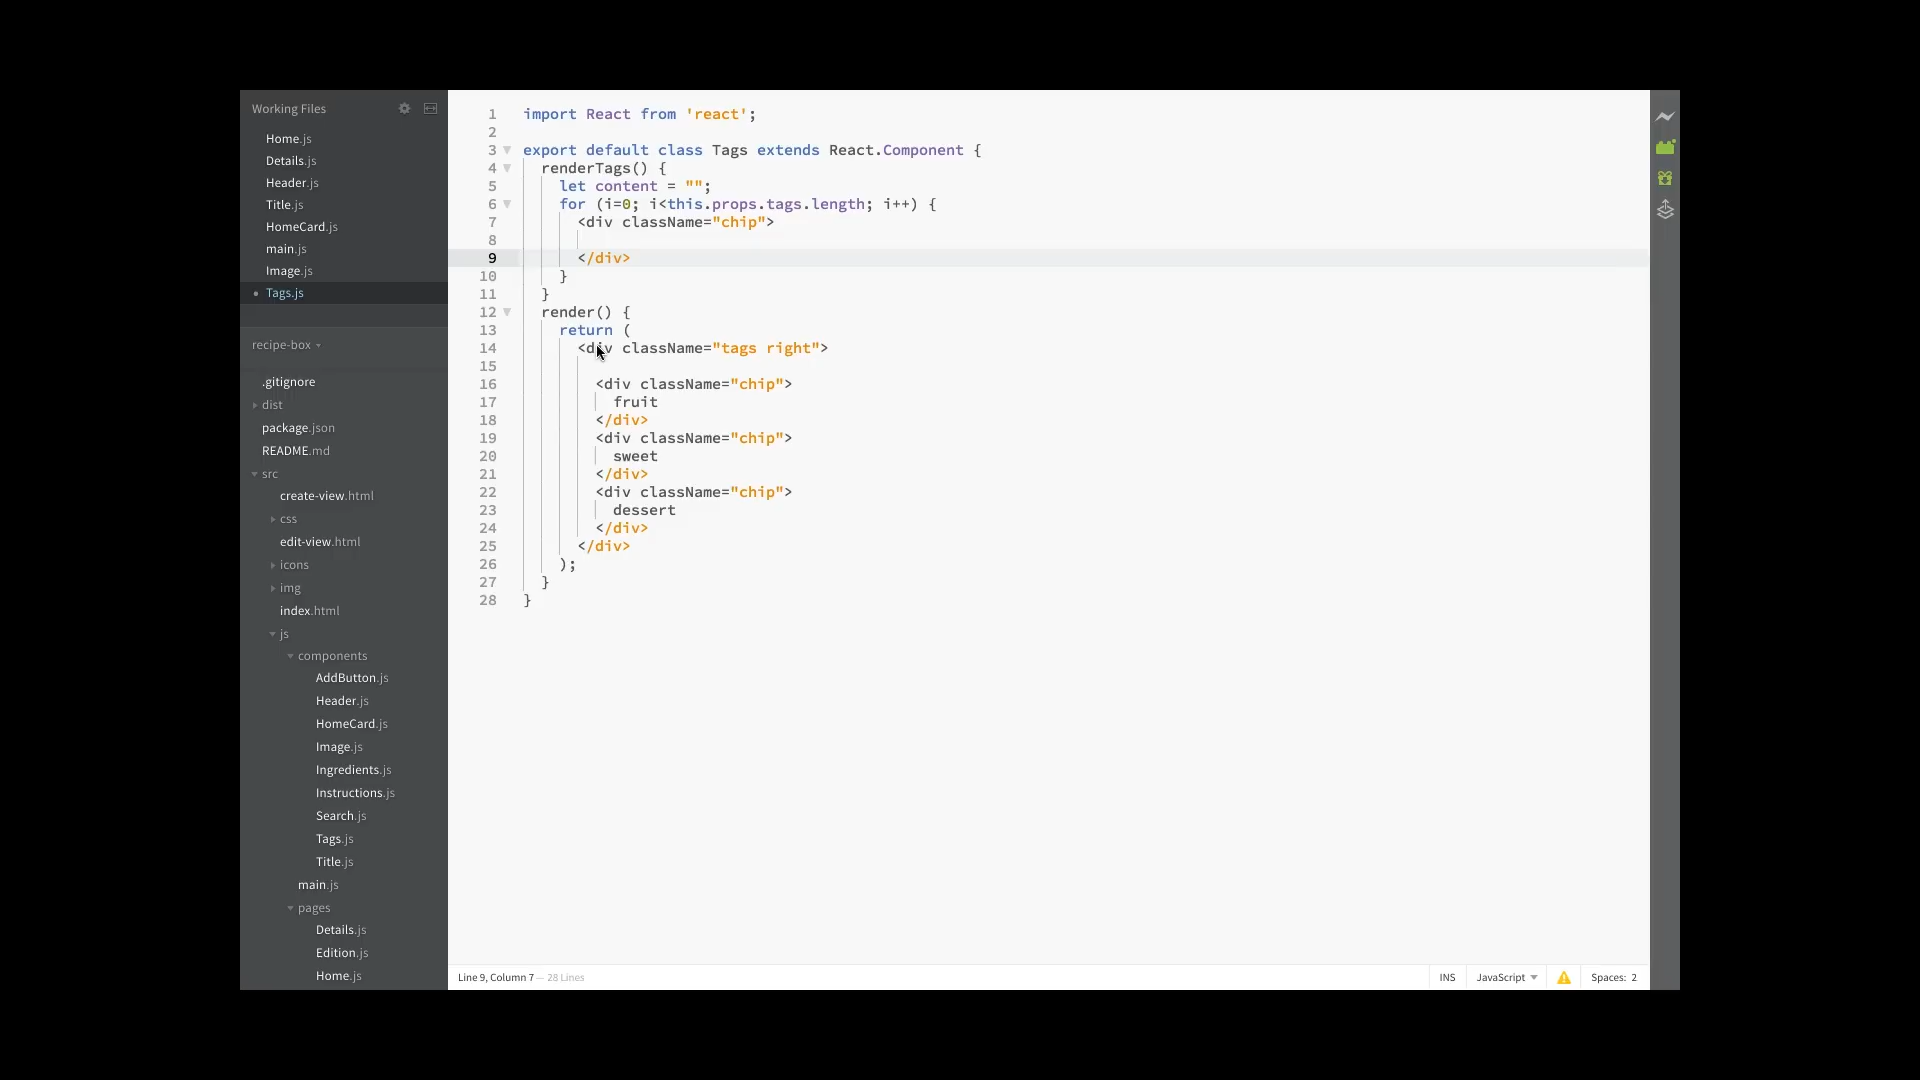 Working Files
Home.js
Details.js
Header.js
Title.js
HomeCard.js
main.js
Image.js
Tags.js
recipe-box
.gitignore
dist
package.json
README.md
src
create-view.html
css
edit-view.html
icons
img
index.html
js
components
AddButton.js
Header.js
HomeCard.js
Image.js
Ingredients.js
Instructions.js
Search.js
Tags.js
Title.js
main.js
pages
Details.js
Edition.js
Home.js
1 import React from 'react';
2
3 export default class Tags extends React.Component {
4 renderTags() {
5 let content = "";
6 for (i=0; i<this.props.tags.length; i++) {
7 <div className="chip">
8
9 </div>
10 }
11 }
12 render() {
13 return (
14 <div className="tags right">
15
16 <div className="chip">
17 fruit
18 </div>
19 <div className="chip">
20 sweet
21 </div>
22 <div className="chip">
23 dessert
24 </div>
25 </div>
26 );
27 }
28 }
Line 9, Column 7 — 28 Lines
INS JavaScript Spaces: 2